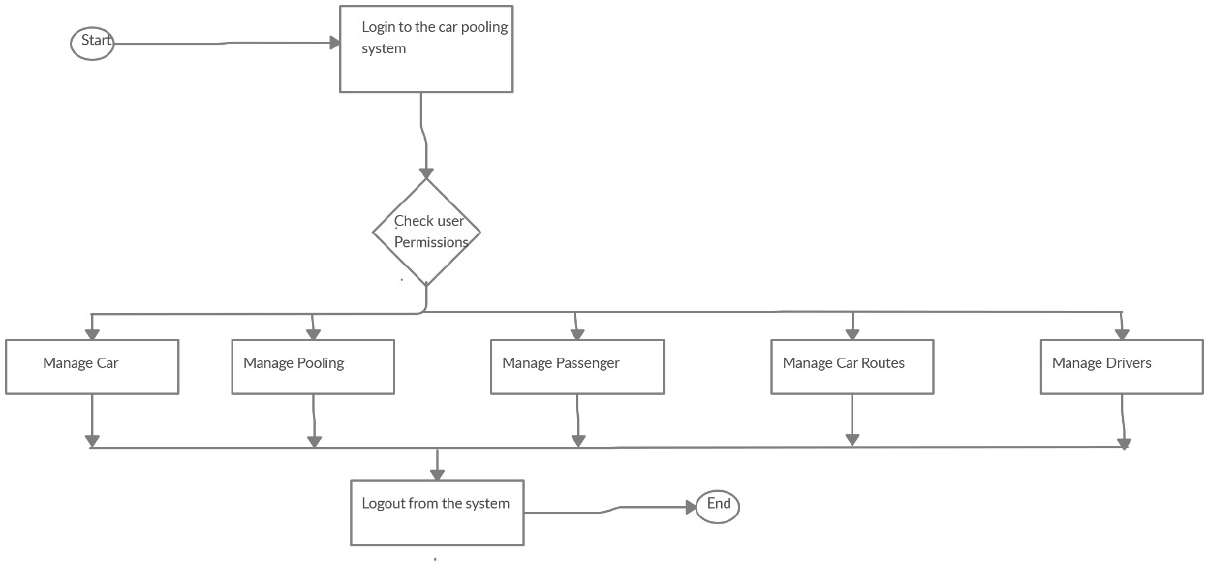 Start
Login to the car pooling
system
Check user
Permissions
Manage Car
Manage Pooling
Manage Passenger
Manage Car Routes
Manage Drivers
Logout from the system
End